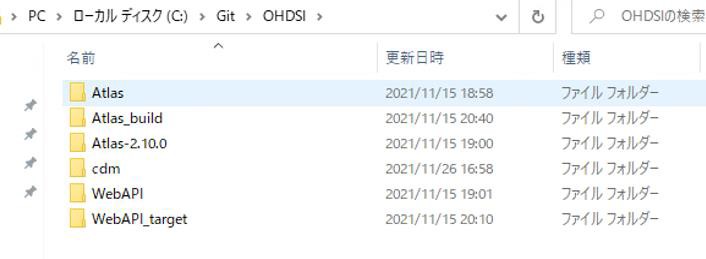 PC > ローカル ディスク (C:) > Git > OHDSI > OHDSIの検索
名前 更新日時 種類
Atlas 2021/11/15 18:58 ファイル フォルダー
Atlas_build 2021/11/15 20:40 ファイル フォルダー
Atlas-2.10.0 2021/11/15 19:00 ファイル フォルダー
cdm 2021/11/26 16:58 ファイル フォルダー
WebAPI 2021/11/15 19:01 ファイル フォルダー
WebAPI_target 2021/11/15 20:10 ファイル フォルダー